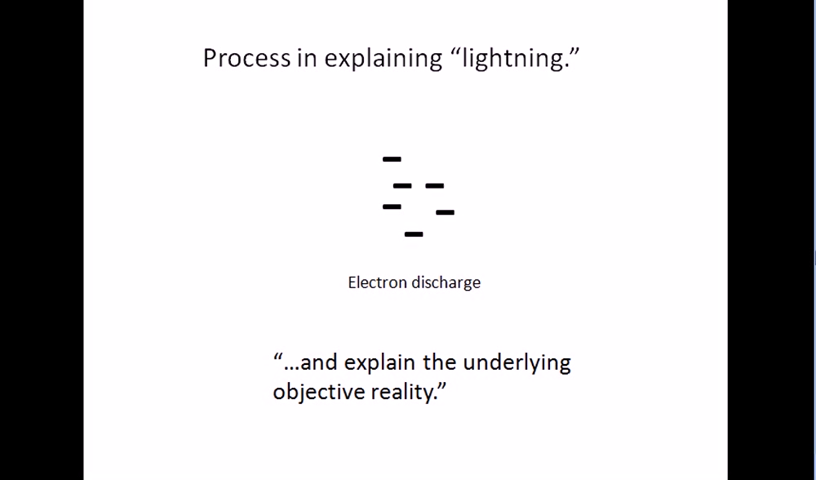 Process in explaining “lightning.”
Electron discharge
“…and explain the underlying
objective reality.”